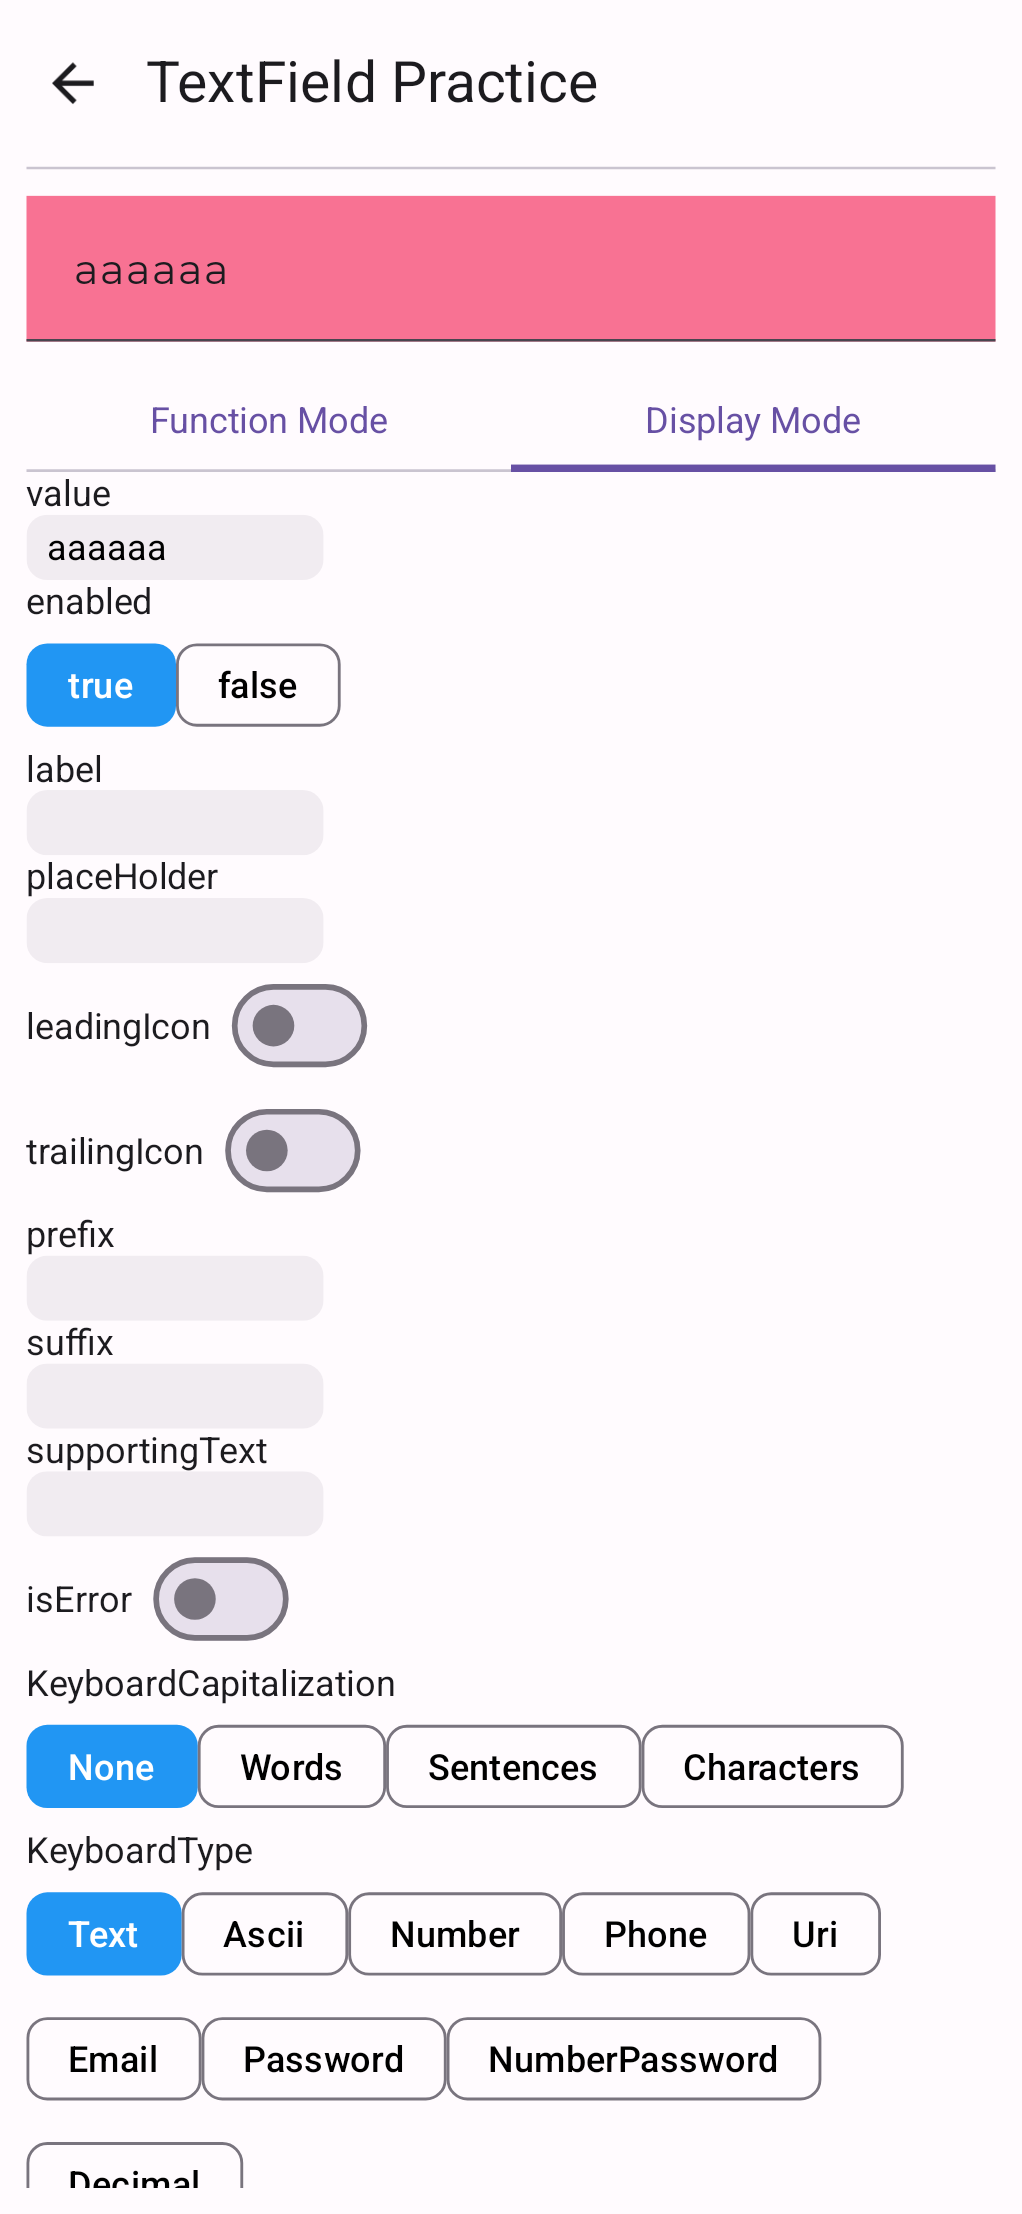 TextField Practice
aaaaaa
Function Mode Display Mode
value
aaaaaa
enabled
true false
label
placeHolder
leadingIcon
trailingIcon
prefix
suffix
supportingText
isError
KeyboardCapitalization
None Words Sentences Characters
KeyboardType
Text Ascii Number Phone Uri
Email Password NumberPassword
Decimal